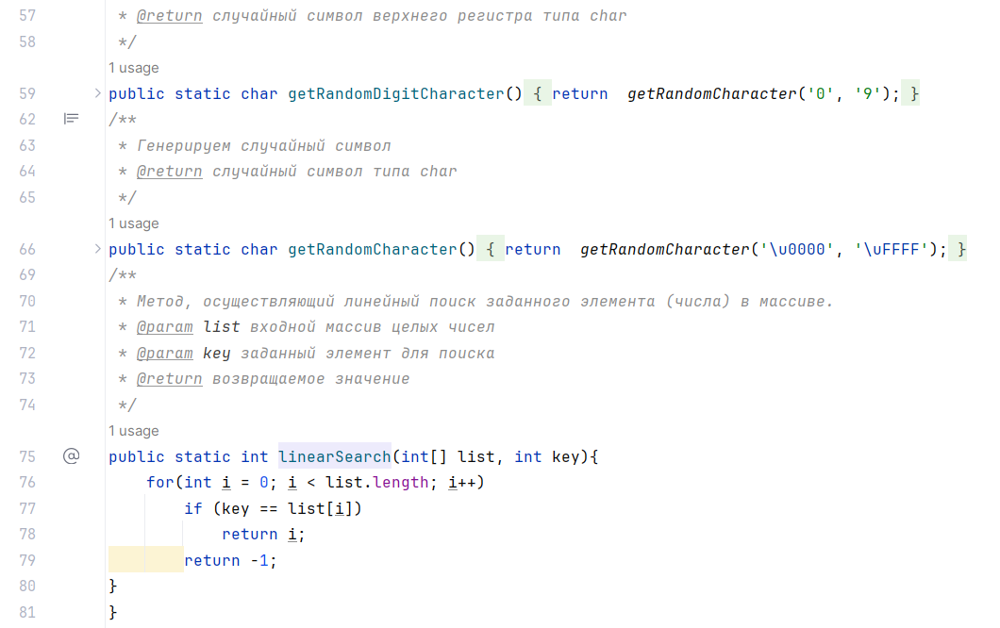 57 * @return случайный символ верхнего регистра типа char
58 */
1 usage
59 public static char getRandomDigitCharacter() { return getRandomCharacter('0', '9'); }
62 /**
63 * Генерируем случайный символ
64 * @return случайный символ типа char
65 */
1 usage
66 public static char getRandomCharacter() { return getRandomCharacter('\u0000', '\uFFFF'); }
69 /**
70 * Метод, осуществляющий линейный поиск заданного элемента (числа) в массиве.
71 * @param list входной массив целых чисел
72 * @param key заданный элемент для поиска
73 * @return возвращаемое значение
74 */
1 usage
75 @ public static int linearSearch(int[] list, int key){
76 for(int i = 0; i < list.length; i++)
77 if (key == list[i])
78 return i;
79 return -1;
80 }
81 }